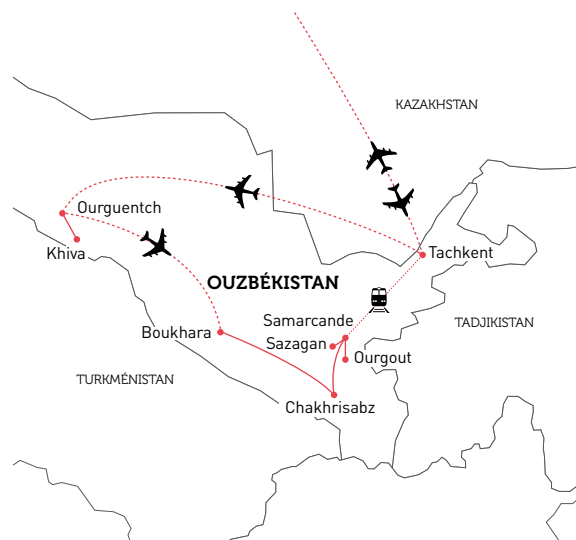 KAZAKHSTAN
Ourguentch
Khiva
Tachkent
OUZBÉKISTAN
Samarcande
TADJIKISTAN
Boukhara
Sazagan
Ourgout
TURKMÉNISTAN
Chakhrisabz